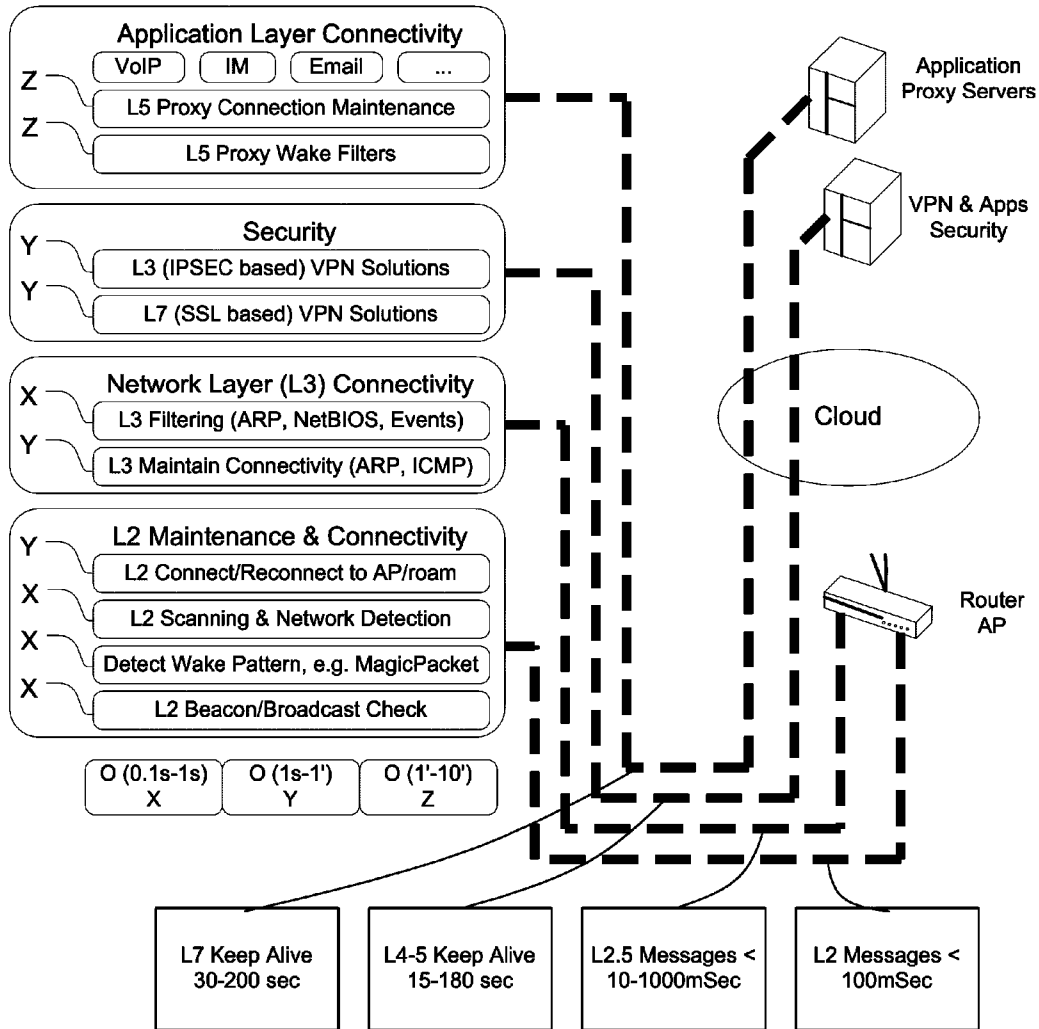 Application Layer Connectivity
VoIP
IM
Email
...
Z
L5 Proxy Connection Maintenance
Z
L5 Proxy Wake Filters
Security
Y
L3 (IPSEC based) VPN Solutions
Y
L7 (SSL based) VPN Solutions
Network Layer (L3) Connectivity
X
L3 Filtering (ARP, NetBIOS, Events)
Y
L3 Maintain Connectivity (ARP, ICMP)
L2 Maintenance & Connectivity
Y
L2 Connect/Reconnect to AP/roam
X
L2 Scanning & Network Detection
X
Detect Wake Pattern, e.g. MagicPacket
X
L2 Beacon/Broadcast Check
O (0.1s-1s)
X
O (1s-1')
Y
O (1'-10')
Z
Application
Proxy Servers
VPN & Apps
Security
Cloud
Router
AP
L7 Keep Alive
30-200 sec
L4-5 Keep Alive
15-180 sec
L2.5 Messages <
10-1000mSec
L2 Messages <
100mSec